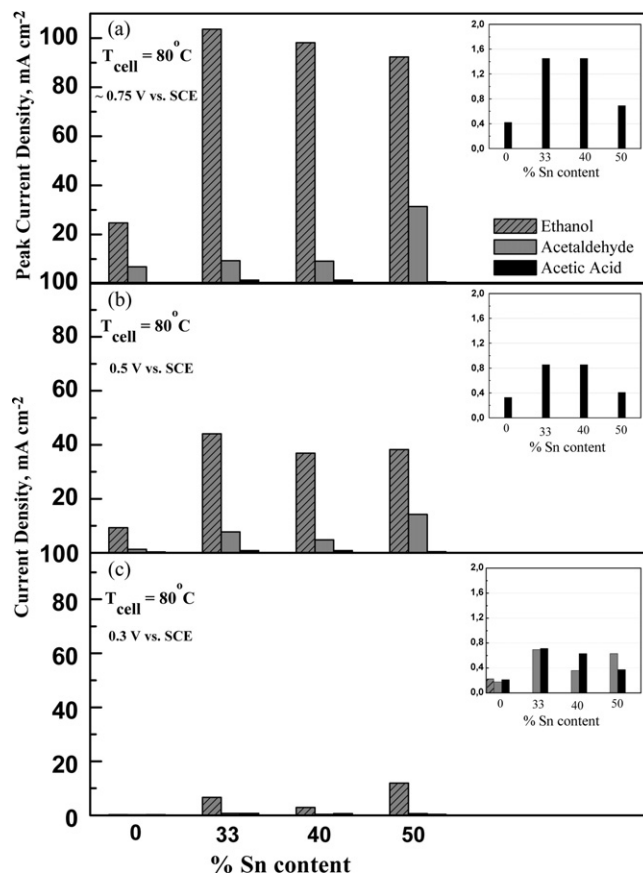 (a)
T_cell = 80°C
~ 0.75 V vs. SCE
Peak Current Density, mA cm⁻²
100
80
60
40
20
100
2,0
1,6
1,2
0,8
0,4
0,0
0 33 40 50
% Sn content
Ethanol
Acetaldehyde
Acetic Acid
(b)
T_cell = 80°C
0.5 V vs. SCE
Current Density, mA cm⁻²
80
60
40
20
100
2,0
1,6
1,2
0,8
0,4
0,0
0 33 40 50
% Sn content
(c)
T_cell = 80°C
0.3 V vs. SCE
80
60
40
20
0
2,0
1,6
1,2
0,8
0,4
0,0
0 33 40 50
% Sn content
0 33 40 50
% Sn content